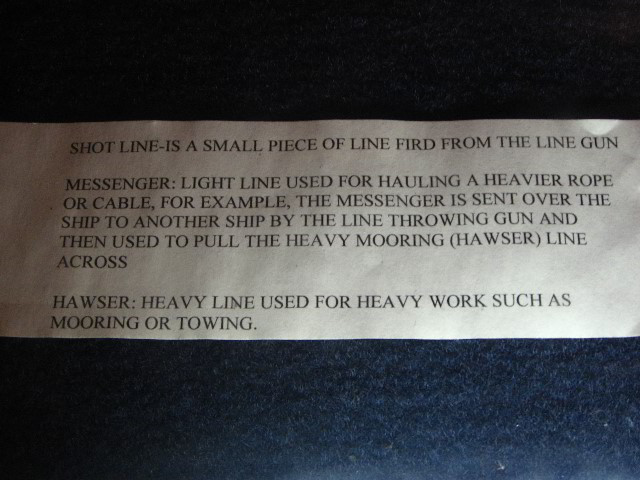 SHOT LINE-IS A SMALL PIECE OF LINE FIRD FROM THE LINE GUN
MESSENGER: LIGHT LINE USED FOR HAULING A HEAVIER ROPE
OR CABLE, FOR EXAMPLE, THE MESSENGER IS SENT OVER THE
SHIP TO ANOTHER SHIP BY THE LINE THROWING GUN AND
THEN USED TO PULL THE HEAVY MOORING (HAWSER) LINE
ACROSS
HAWSER: HEAVY LINE USED FOR HEAVY WORK SUCH AS
MOORING OR TOWING.